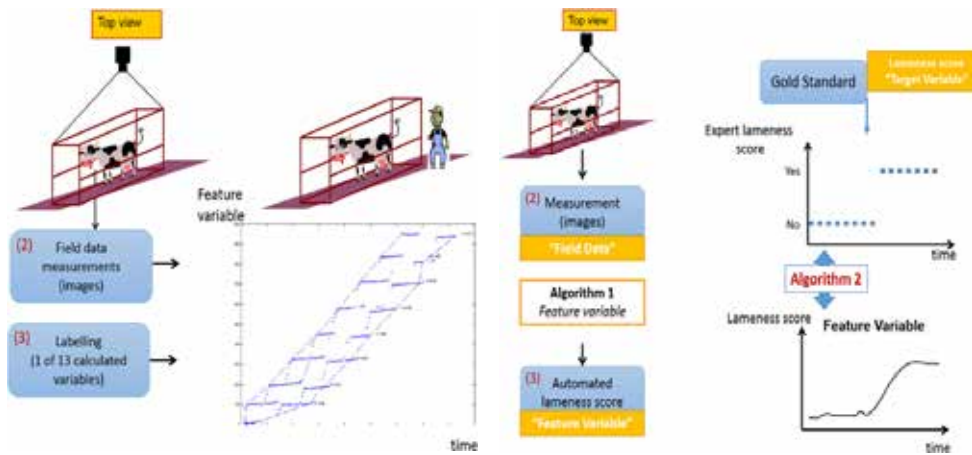 Top view
Feature
variable
(2) Field data
measurements
(images)
(3) Labelling
(1 of 13 calculated
variables)
time
Top view
(2) Measurement
(images)
"Field Data"
Algorithm 1
Feature variable
(3) Automated
lameness score
"Feature Variable"
Gold Standard
Lameness score
"Target Variable"
Expert lameness
score
Yes
No
time
Algorithm 2
Lameness score
Feature Variable
time